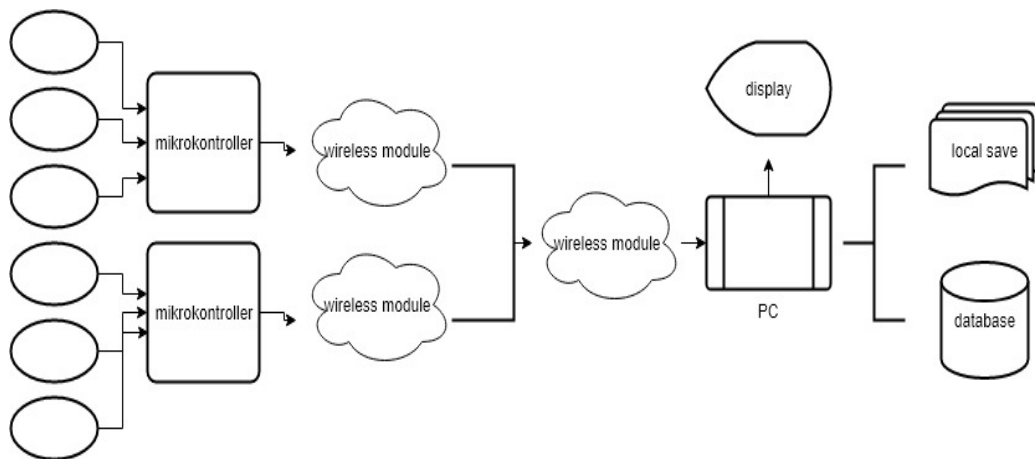 mikrokontroller
wireless module
mikrokontroller
wireless module
wireless module
display
PC
local save
database